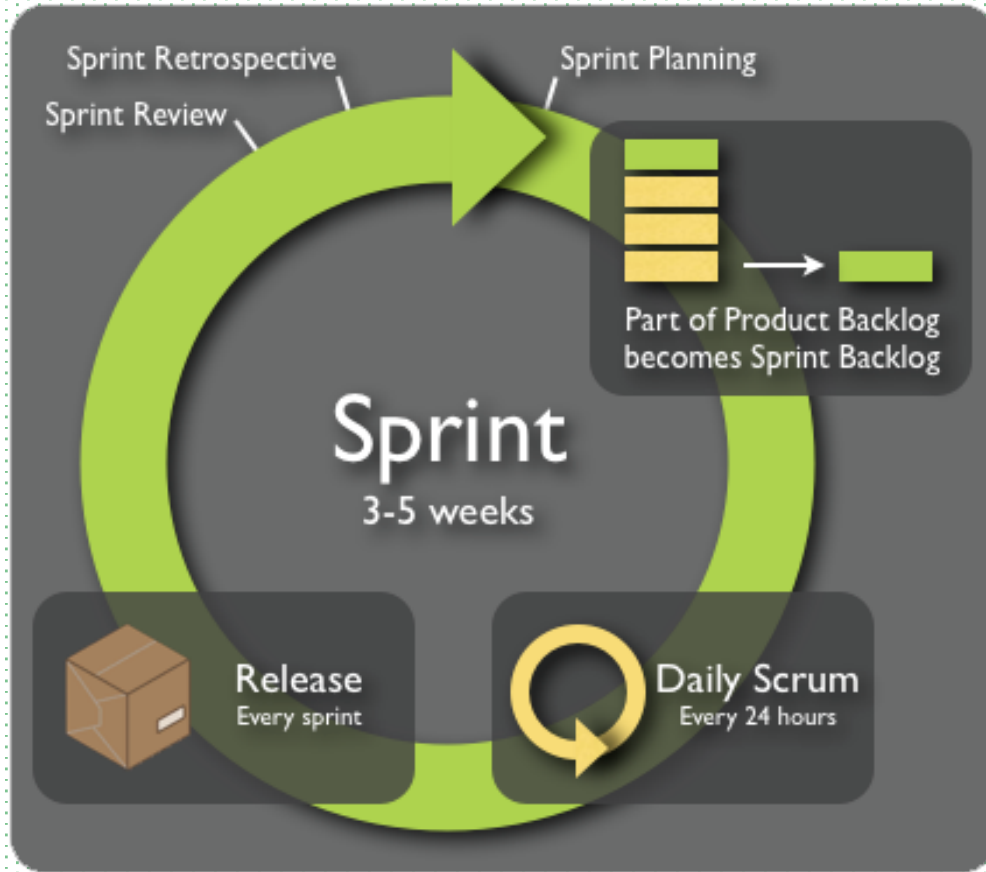 Sprint Retrospective
Sprint Planning
Sprint Review
Part of Product Backlog
becomes Sprint Backlog
Sprint
3-5 weeks
Release
Every sprint
Daily Scrum
Every 24 hours